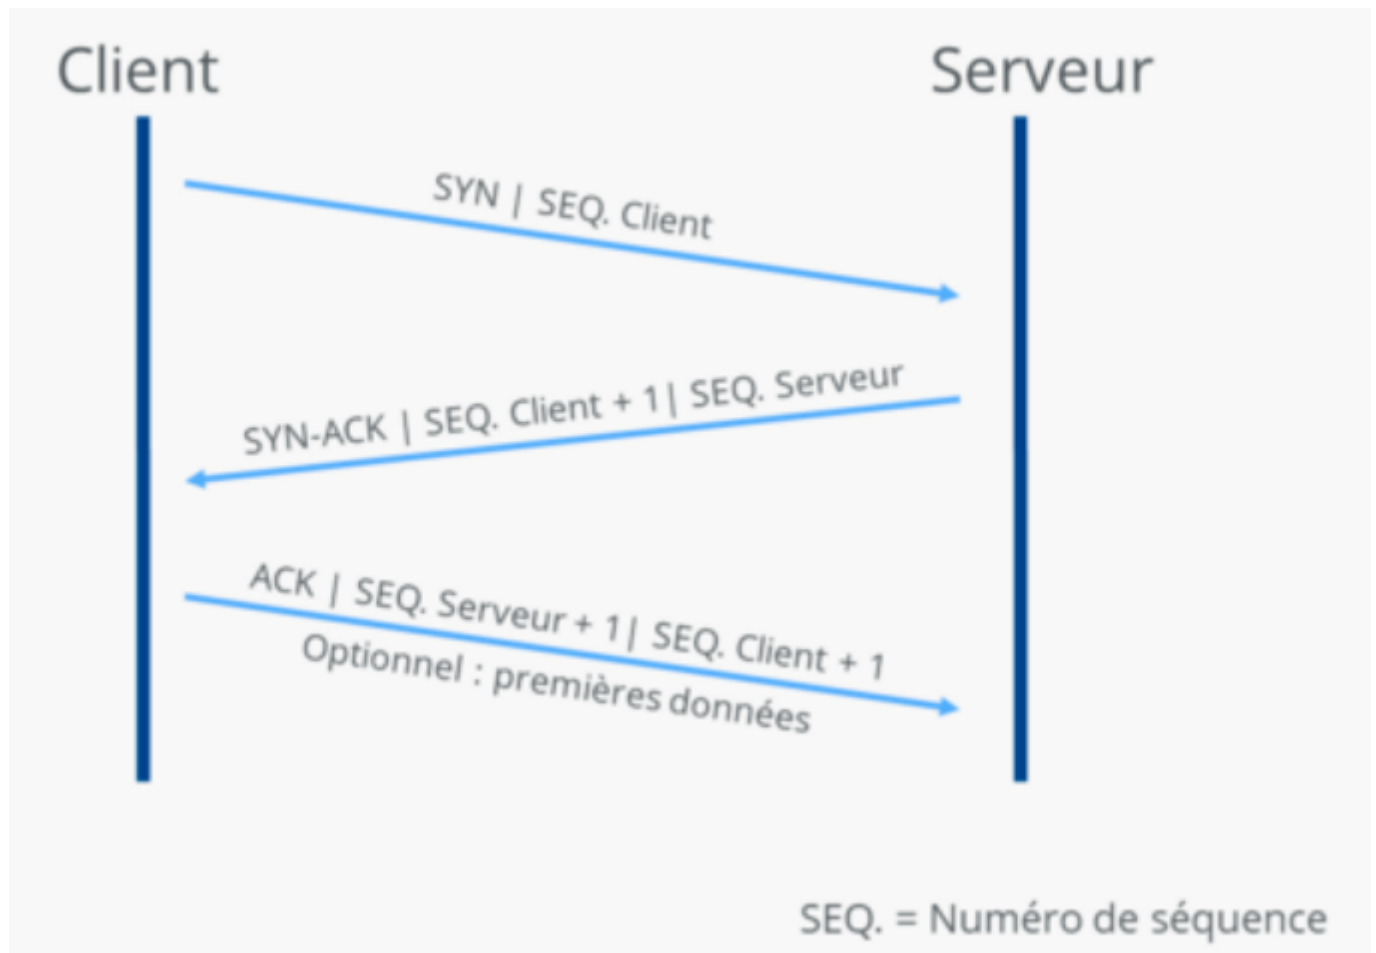 Client
Serveur
SYN | SEQ. Client
SYN-ACK | SEQ. Client + 1| SEQ. Serveur
ACK | SEQ. Serveur + 1| SEQ. Client + 1
Optionnel : premières données
SEQ. = Numéro de séquence